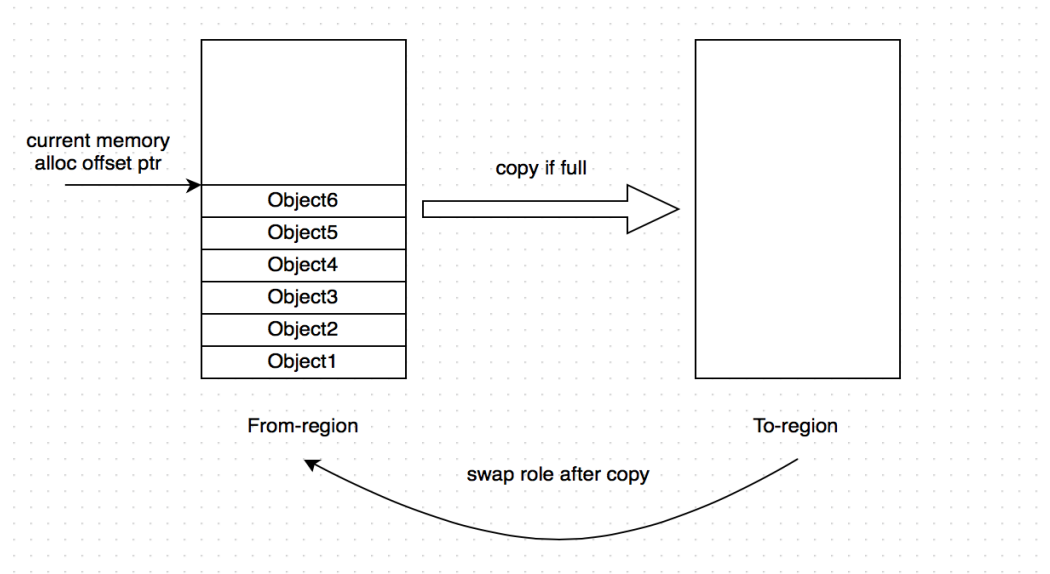 current memory
alloc offset ptr
copy if full
Object6
Object5
Object4
Object3
Object2
Object1
From-region
To-region
swap role after copy